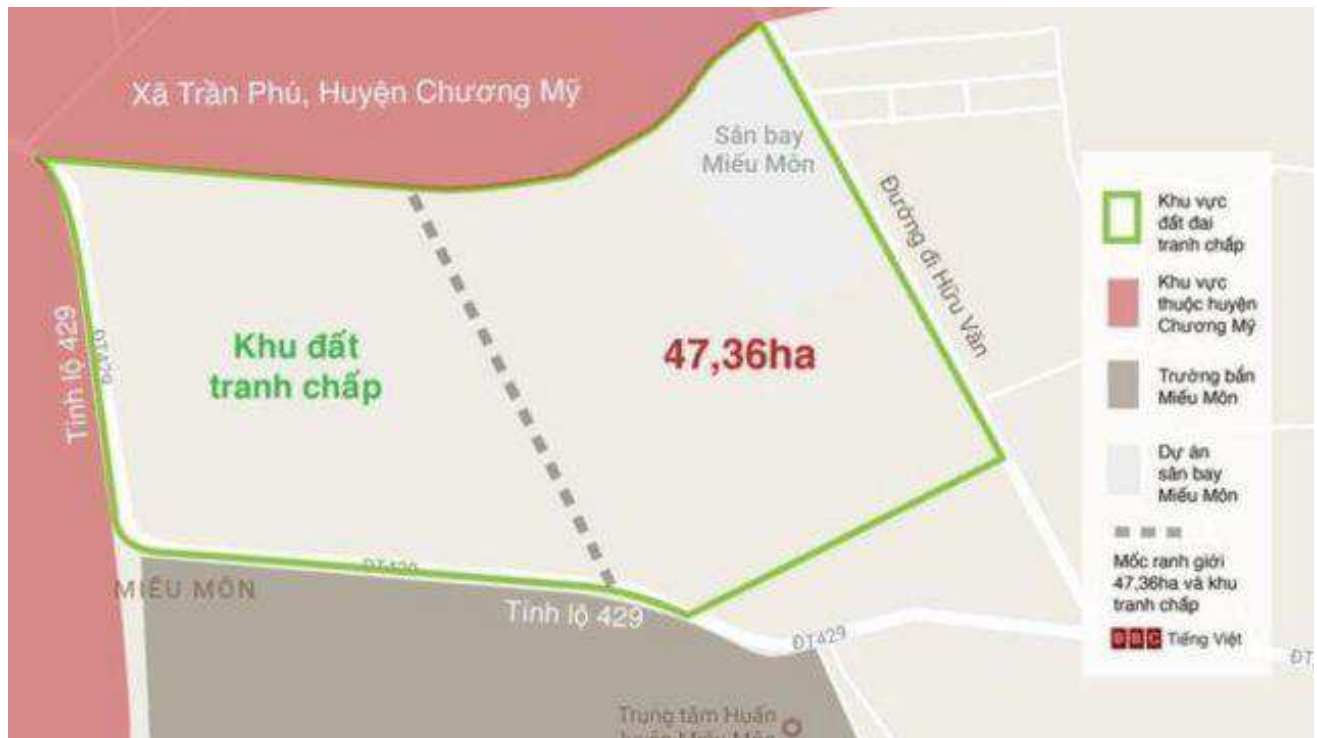 Xã Trần Phú, Huyện Chương Mỹ
Sân bay
Miếu Môn
Đường đi Hữu Văn
Tỉnh lộ 429
ĐT429
Khu đất
tranh chấp
47,36ha
MIẾU MÔN
ĐT429
Tỉnh lộ 429
ĐT429
ĐT
Trung tâm Huấn
Khu vực
đất đai
tranh chấp
Khu vực
thuộc huyện
Chương Mỹ
Trường bắn
Miếu Môn
Dự án
sân bay
Miếu Môn
Mốc ranh giới
47,36ha và khu
tranh chấp
BBC Tiếng Việt